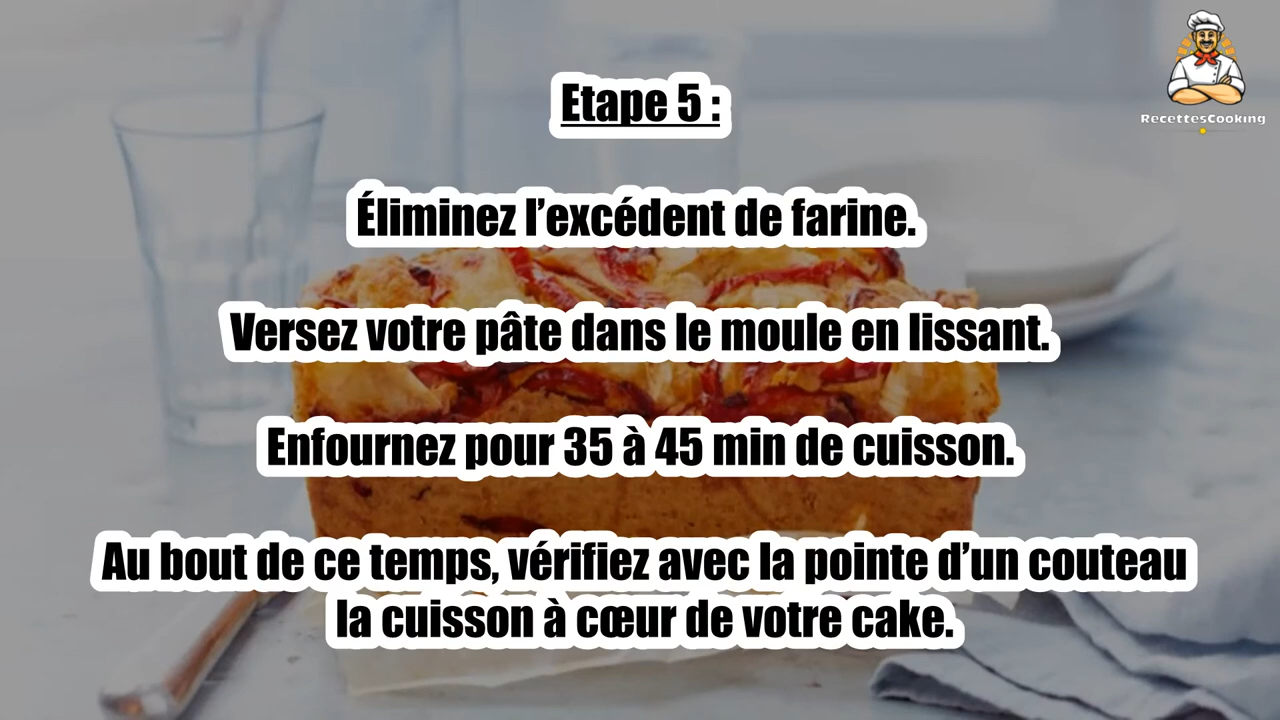 RecettesCooking
Etape 5 :
Éliminez l’excédent de farine.
Versez votre pâte dans le moule en lissant.
Enfournez pour 35 à 45 min de cuisson.
Au bout de ce temps, vérifiez avec la pointe d’un couteau
la cuisson à cœur de votre cake.